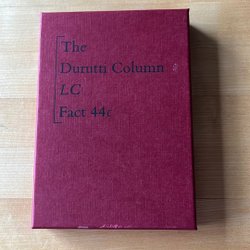 The
Durutti Column
LC
Fact 44c